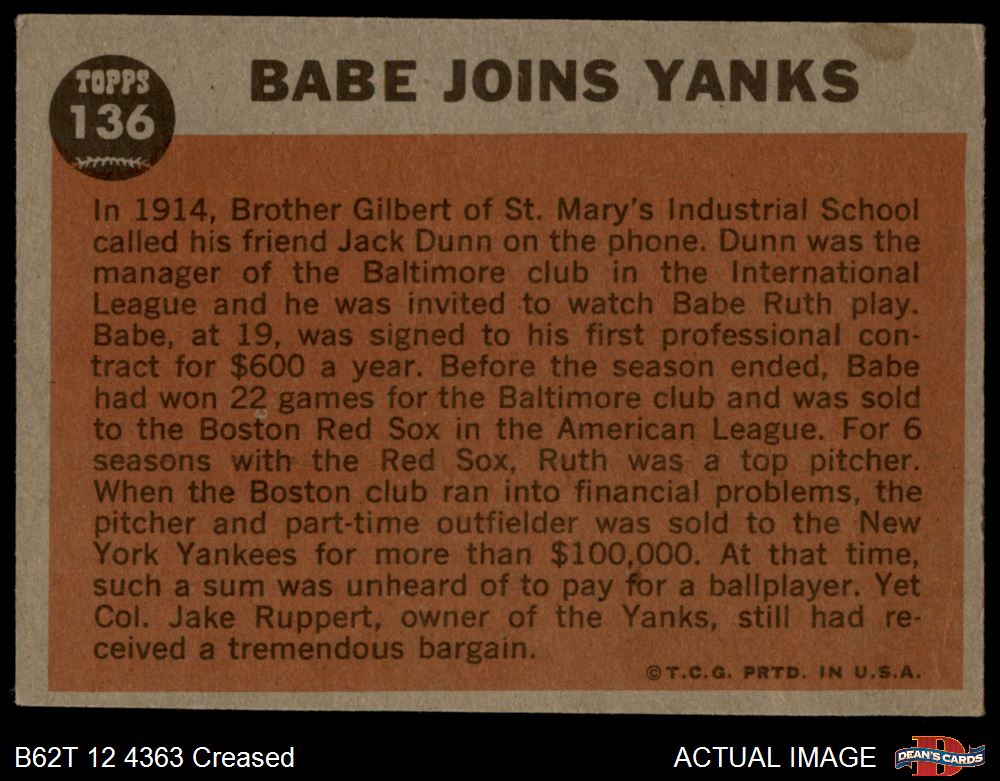 TOPPS
136
BABE JOINS YANKS
In 1914, Brother Gilbert of St. Mary's Industrial School
called his friend Jack Dunn on the phone. Dunn was the
manager of the Baltimore club in the International
League and he was invited to watch Babe Ruth play.
Babe, at 19, was signed to his first professional con-
tract for $600 a year. Before the season ended, Babe
had won 22 games for the Baltimore club and was sold
to the Boston Red Sox in the American League. For 6
seasons with the Red Sox, Ruth was a top pitcher.
When the Boston club ran into financial problems, the
pitcher and part-time outfielder was sold to the New
York Yankees for more than $100,000. At that time,
such a sum was unheard of to pay for a ballplayer. Yet
Col. Jake Ruppert, owner of the Yanks, still had re-
ceived a tremendous bargain.
©T.C.G. PRTD. IN U.S.A.
B62T 12 4363 Creased
ACTUAL IMAGE
D
DEAN'S CARDS